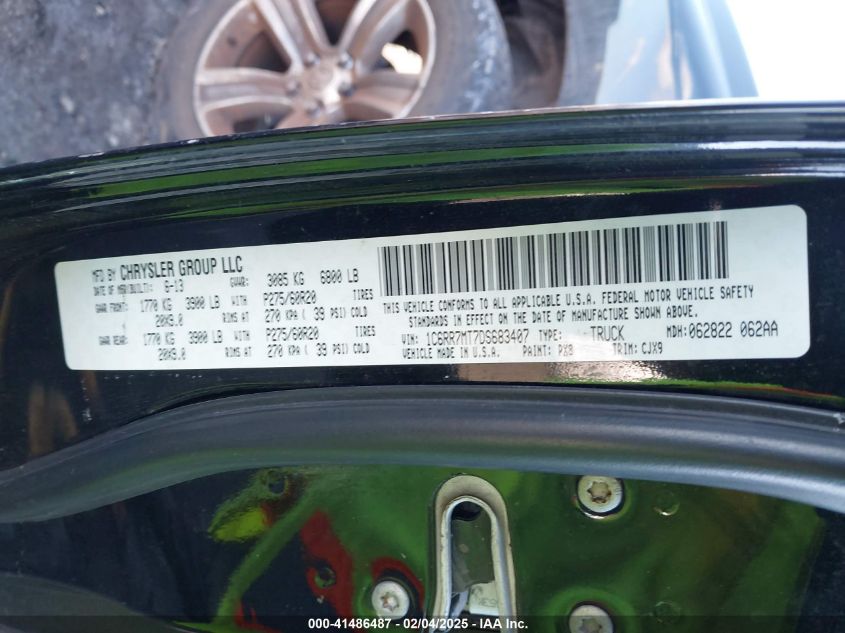 MFD BY CHRYSLER GROUP LLC
DATE OF MFR(BUILT): 6-13 GVWR: 3085 KG 6800 LB
GAWR FRONT: 1770 KG 3900 LB WITH P275/60R20 TIRES
20X9.0 RIMS AT 270 KPA ( 39 PSI) COLD
GAWR REAR: 1770 KG 3900 LB WITH P275/60R20 TIRES
20X9.0 RIMS AT 270 KPA ( 39 PSI) COLD
THIS VEHICLE CONFORMS TO ALL APPLICABLE U.S.A. FEDERAL MOTOR VEHICLE SAFETY
STANDARDS IN EFFECT ON THE DATE OF MANUFACTURE SHOWN ABOVE.
VIN: 1C6RR7MT7DS683407 TYPE: TRUCK MDH: 062822 062AA
VEHICLE MADE IN U.S.A. PAINT: PX8 TRIM: CJX9
000-41486487 - 02/04/2025 - IAA Inc.